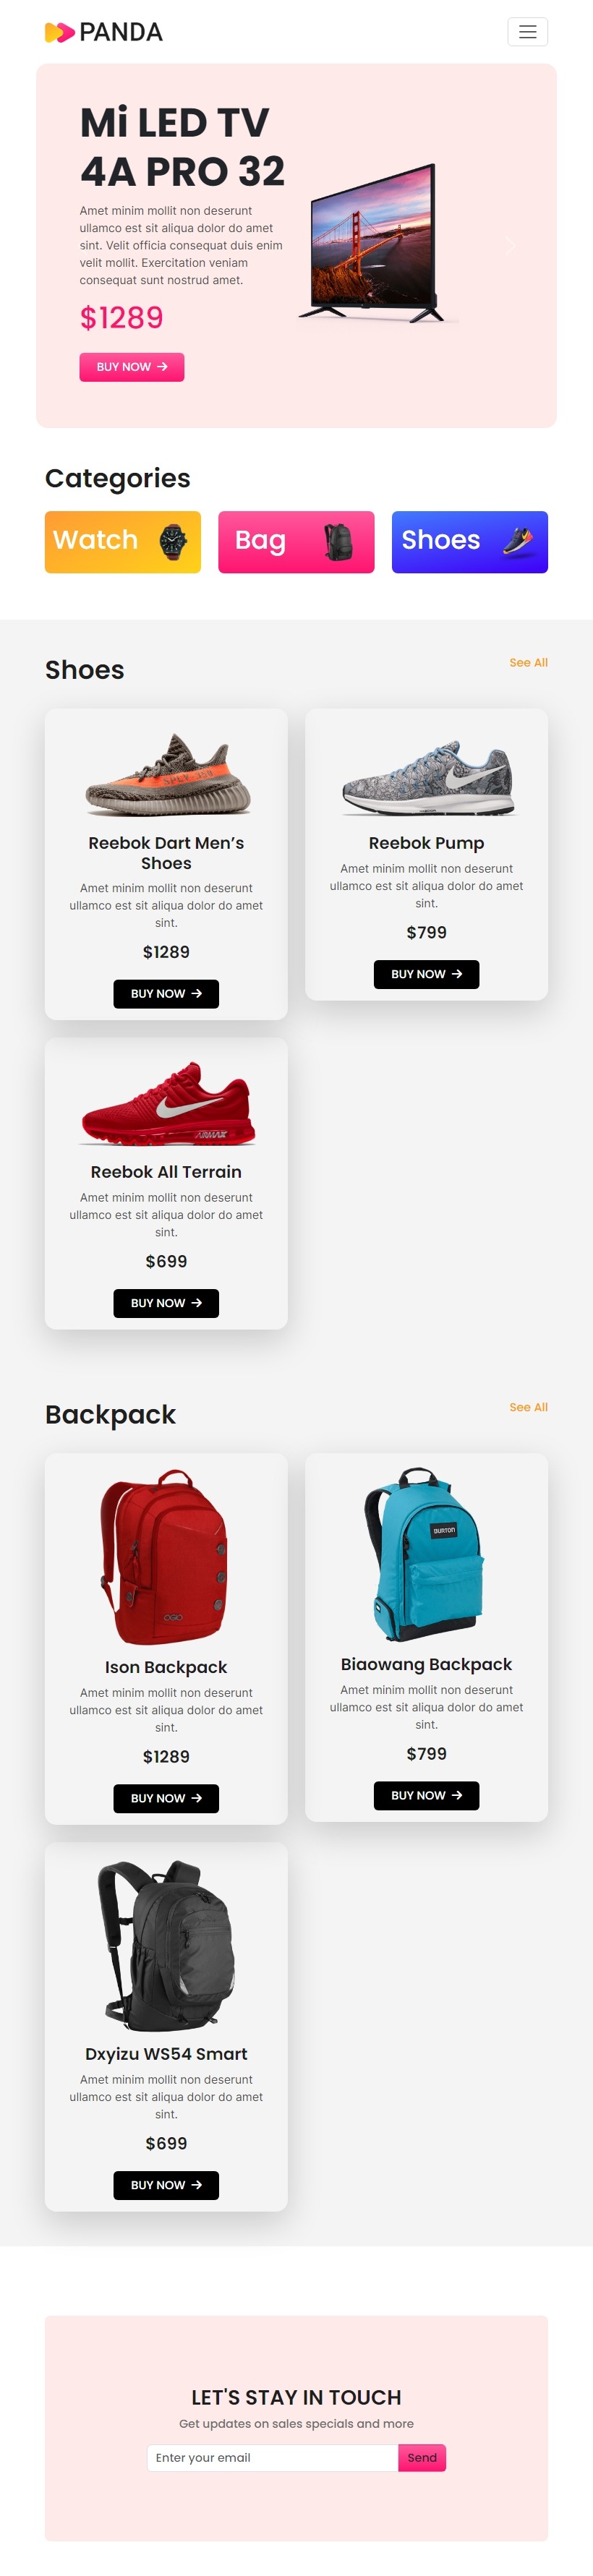 PANDA
Mi LED TV
4A PRO 32
Amet minim mollit non deserunt
ullamco est sit aliqua dolor do amet
sint. Velit officia consequat duis enim
velit mollit. Exercitation veniam
consequat sunt nostrud amet.
$1289
BUY NOW →
Categories
Watch
Bag
Shoes
Shoes
See All
SPLY 350
Reebok Dart Men’s
Shoes
Amet minim mollit non deserunt
ullamco est sit aliqua dolor do amet
sint.
$1289
BUY NOW →
Reebok Pump
Amet minim mollit non deserunt
ullamco est sit aliqua dolor do amet
sint.
$799
BUY NOW →
AIRMAX
Reebok All Terrain
Amet minim mollit non deserunt
ullamco est sit aliqua dolor do amet
sint.
$699
BUY NOW →
Backpack
See All
OGIO
Ison Backpack
Amet minim mollit non deserunt
ullamco est sit aliqua dolor do amet
sint.
$1289
BUY NOW →
BURTON
Biaowang Backpack
Amet minim mollit non deserunt
ullamco est sit aliqua dolor do amet
sint.
$799
BUY NOW →
Dxyizu WS54 Smart
Amet minim mollit non deserunt
ullamco est sit aliqua dolor do amet
sint.
$699
BUY NOW →
LET'S STAY IN TOUCH
Get updates on sales specials and more
Enter your email
Send